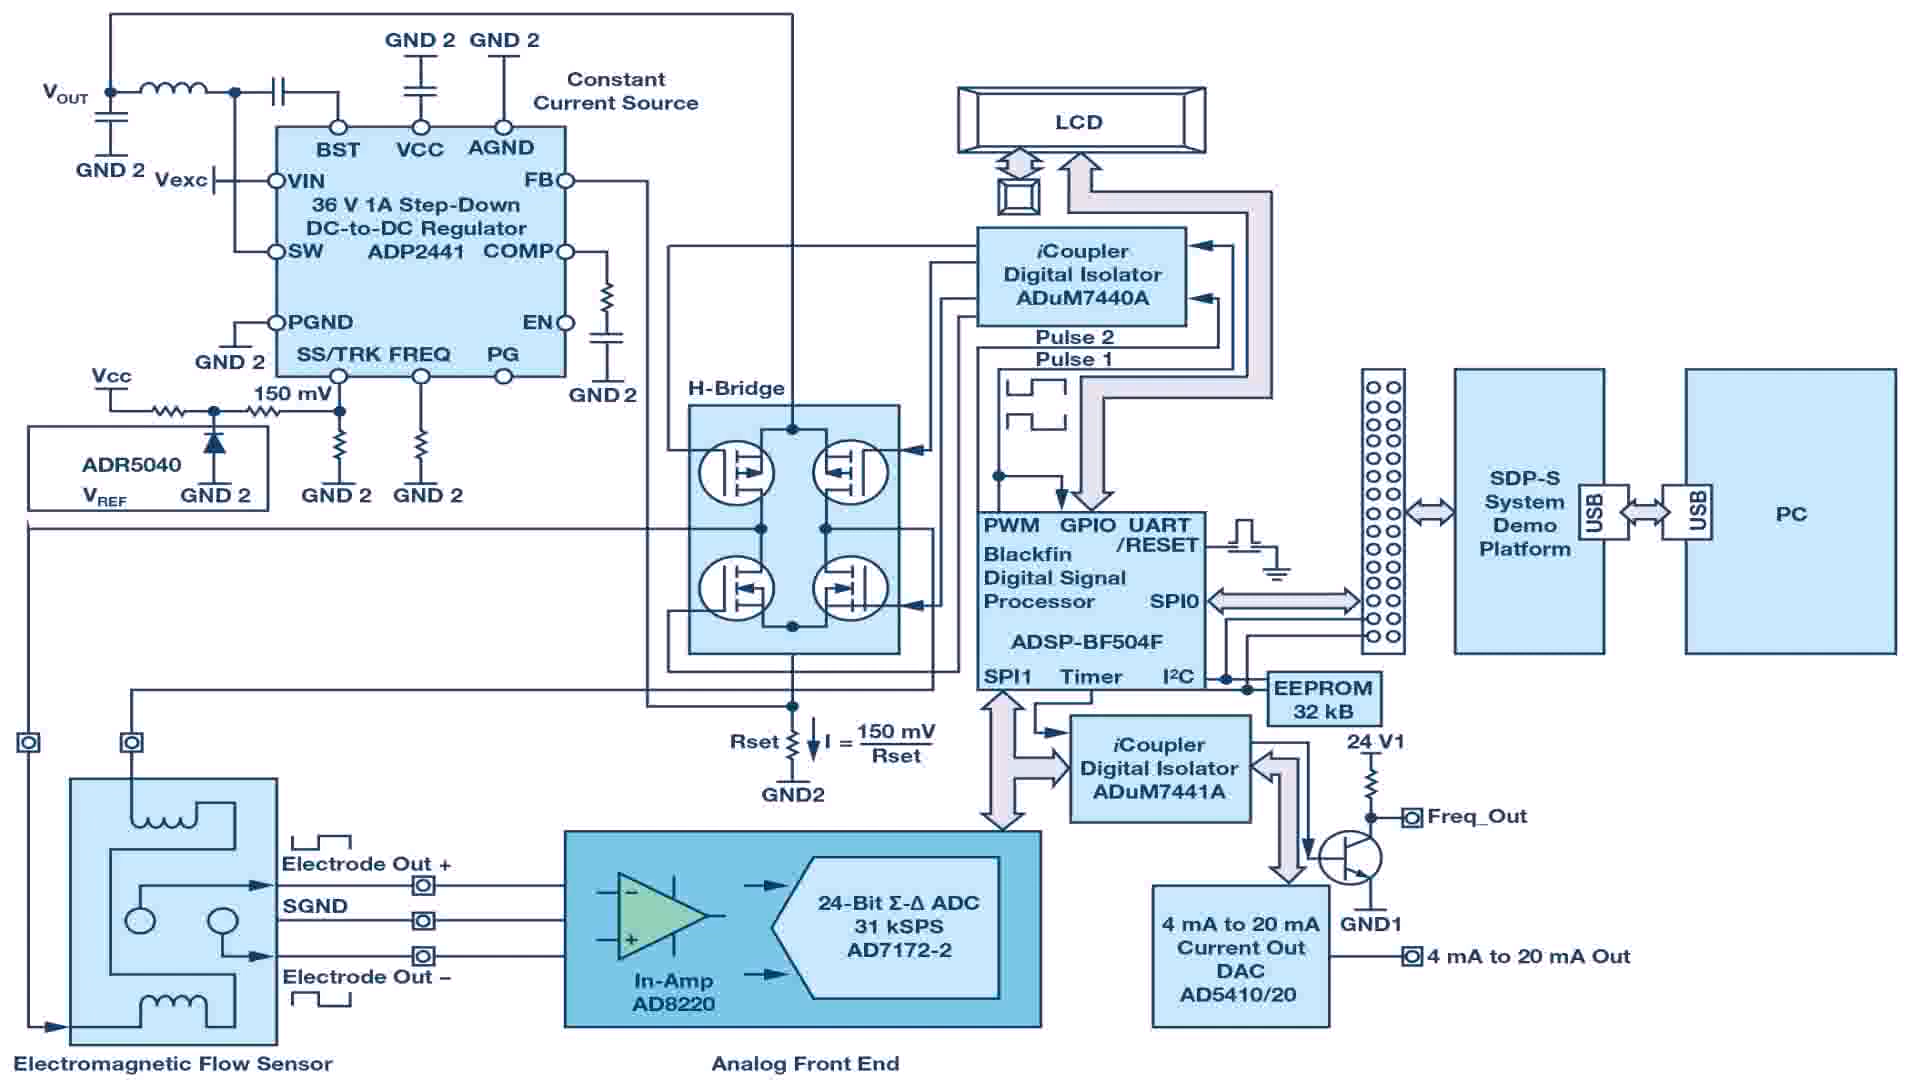 GND 2 GND 2
Constant
Current Source
VOUT
GND 2
BST VCC AGND
Vexc
VIN FB
36 V 1A Step-Down
DC-to-DC Regulator
SW ADP2441 COMP
PGND EN
SS/TRK FREQ PG
GND 2
GND 2
Vcc
150 mV
ADR5040
VREF GND 2
GND 2 GND 2
LCD
iCoupler
Digital Isolator
ADuM7440A
Pulse 2
Pulse 1
H-Bridge
PWM GPIO UART
/RESET
Blackfin
Digital Signal
Processor SPI0
ADSP-BF504F
SPI1 Timer I²C
SDP-S
System
Demo
Platform
USB
USB
PC
EEPROM
32 kB
Rset
I = 150 mV
Rset
GND2
iCoupler
Digital Isolator
ADuM7441A
24 V1
Freq_Out
GND1
4 mA to 20 mA
Current Out
DAC
AD5410/20
4 mA to 20 mA Out
Electrode Out +
SGND
Electrode Out –
Electromagnetic Flow Sensor
In-Amp
AD8220
24-Bit Σ-Δ ADC
31 kSPS
AD7172-2
Analog Front End